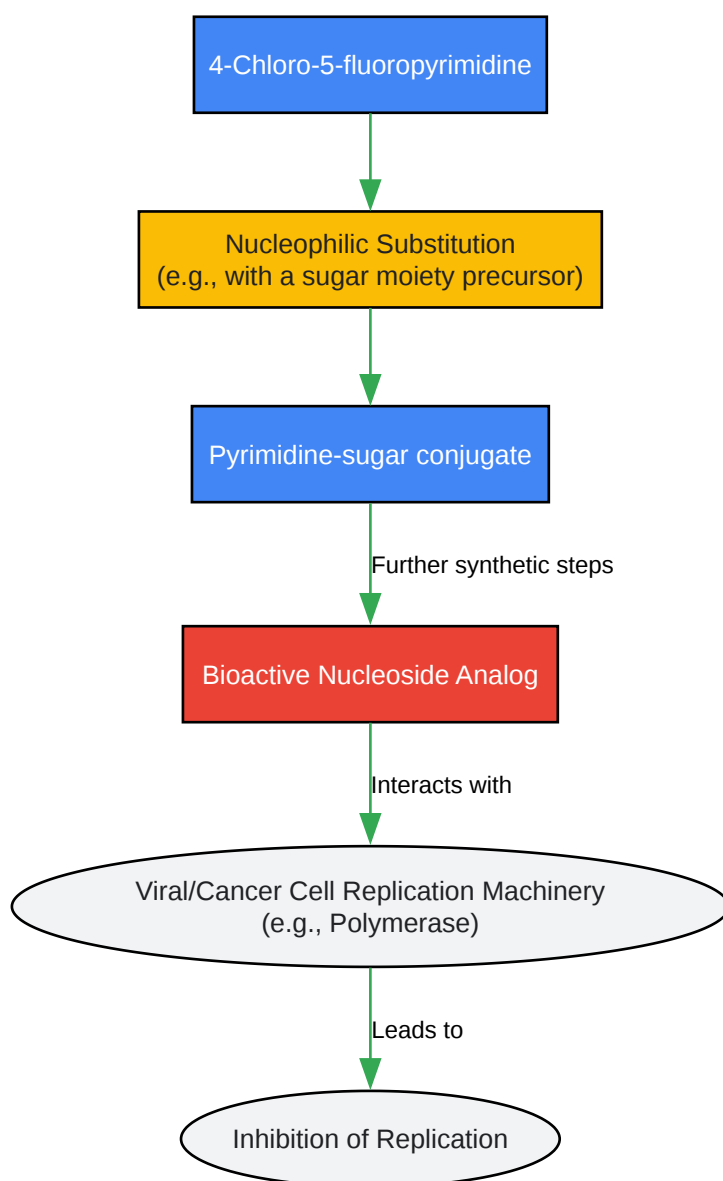 4-Chloro-5-fluoropyrimidine
Nucleophilic Substitution
(e.g., with a sugar moiety precursor)
Pyrimidine-sugar conjugate
Further synthetic steps
Bioactive Nucleoside Analog
Interacts with
Viral/Cancer Cell Replication Machinery
(e.g., Polymerase)
Leads to
Inhibition of Replication